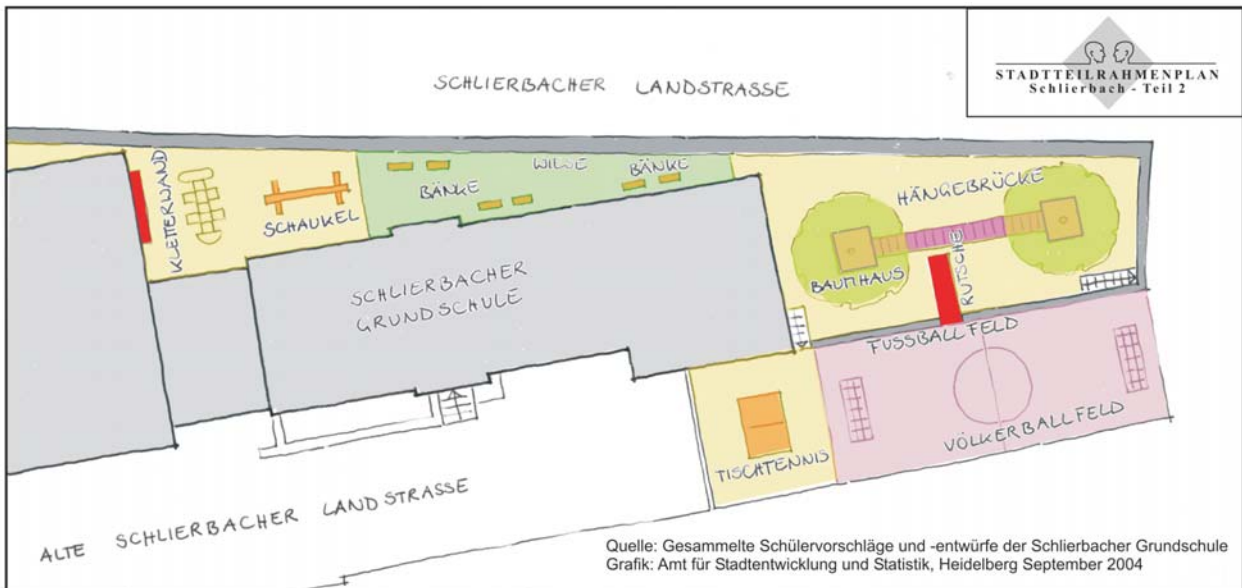 STADTTEILRAHMENPLAN
Schlierbach - Teil 2
SCHLIERBACHER LANDSTRASSE
KLETTERWAND
SCHAUKEL
BÄNKE
WIESE
BÄNKE
HÄNGEBRÜCKE
BAUMHAUS
RUTSCHE
SCHLIERBACHER
GRUNDSCHULE
FUSSBALLFELD
VÖLKERBALLFELD
TISCHTENNIS
ALTE SCHLIERBACHER LANDSTRASSE
Quelle: Gesammelte Schülervorschläge und -entwürfe der Schlierbacher Grundschule
Grafik: Amt für Stadtentwicklung und Statistik, Heidelberg September 2004